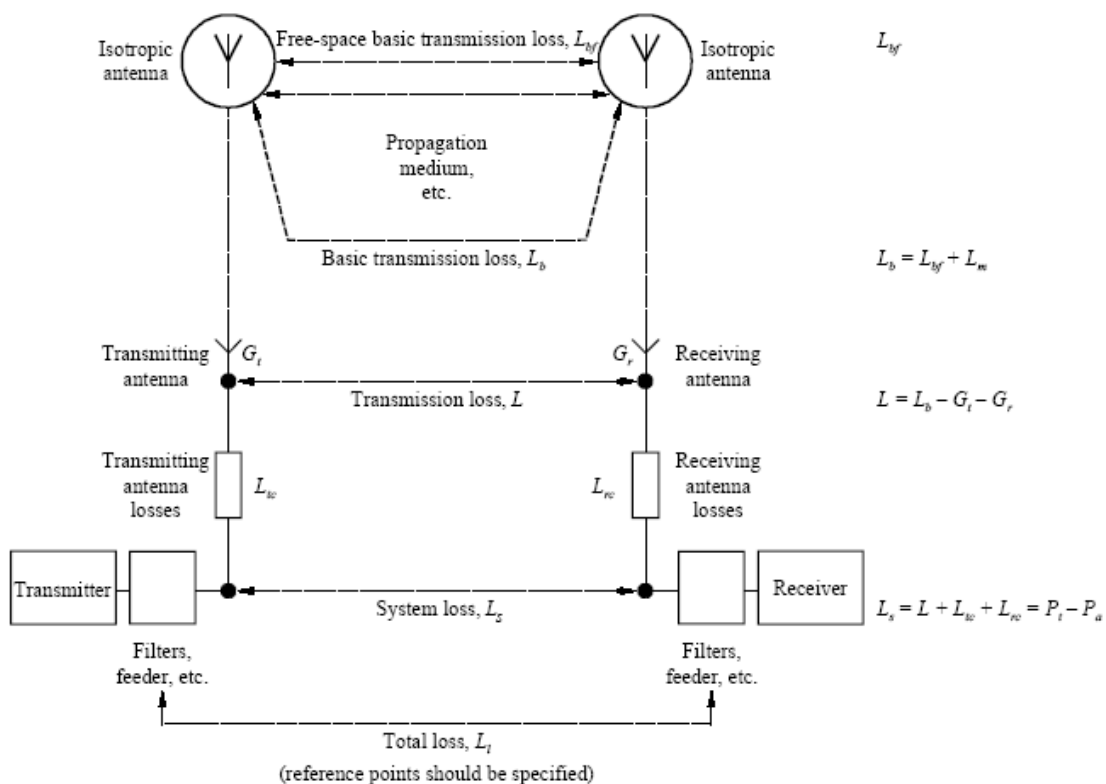 Isotropic
antenna
Free-space basic transmission loss, L_bf
Isotropic
antenna
L_bf
Propagation
medium,
etc.
Basic transmission loss, L_b
L_b = L_bf + L_m
Transmitting
antenna
G_t
G_r
Receiving
antenna
Transmission loss, L
L = L_b – G_t – G_r
Transmitting
antenna
losses
L_tc
L_rc
Receiving
antenna
losses
Transmitter
Receiver
System loss, L_s
L_s = L + L_tc + L_rc = P_t – P_a
Filters,
feeder, etc.
Filters,
feeder, etc.
Total loss, L_t
(reference points should be specified)